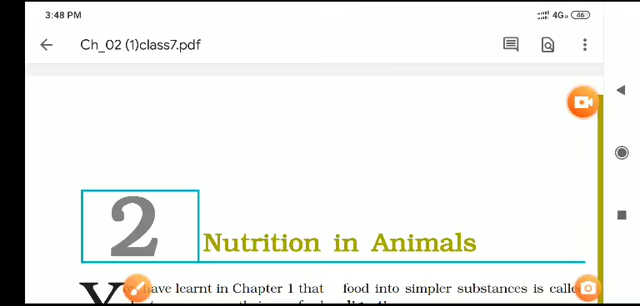 3:48 PM 4G 46
Ch_02 (1)class7.pdf
2
Nutrition in Animals
have learnt in Chapter 1 that food into simpler substances is